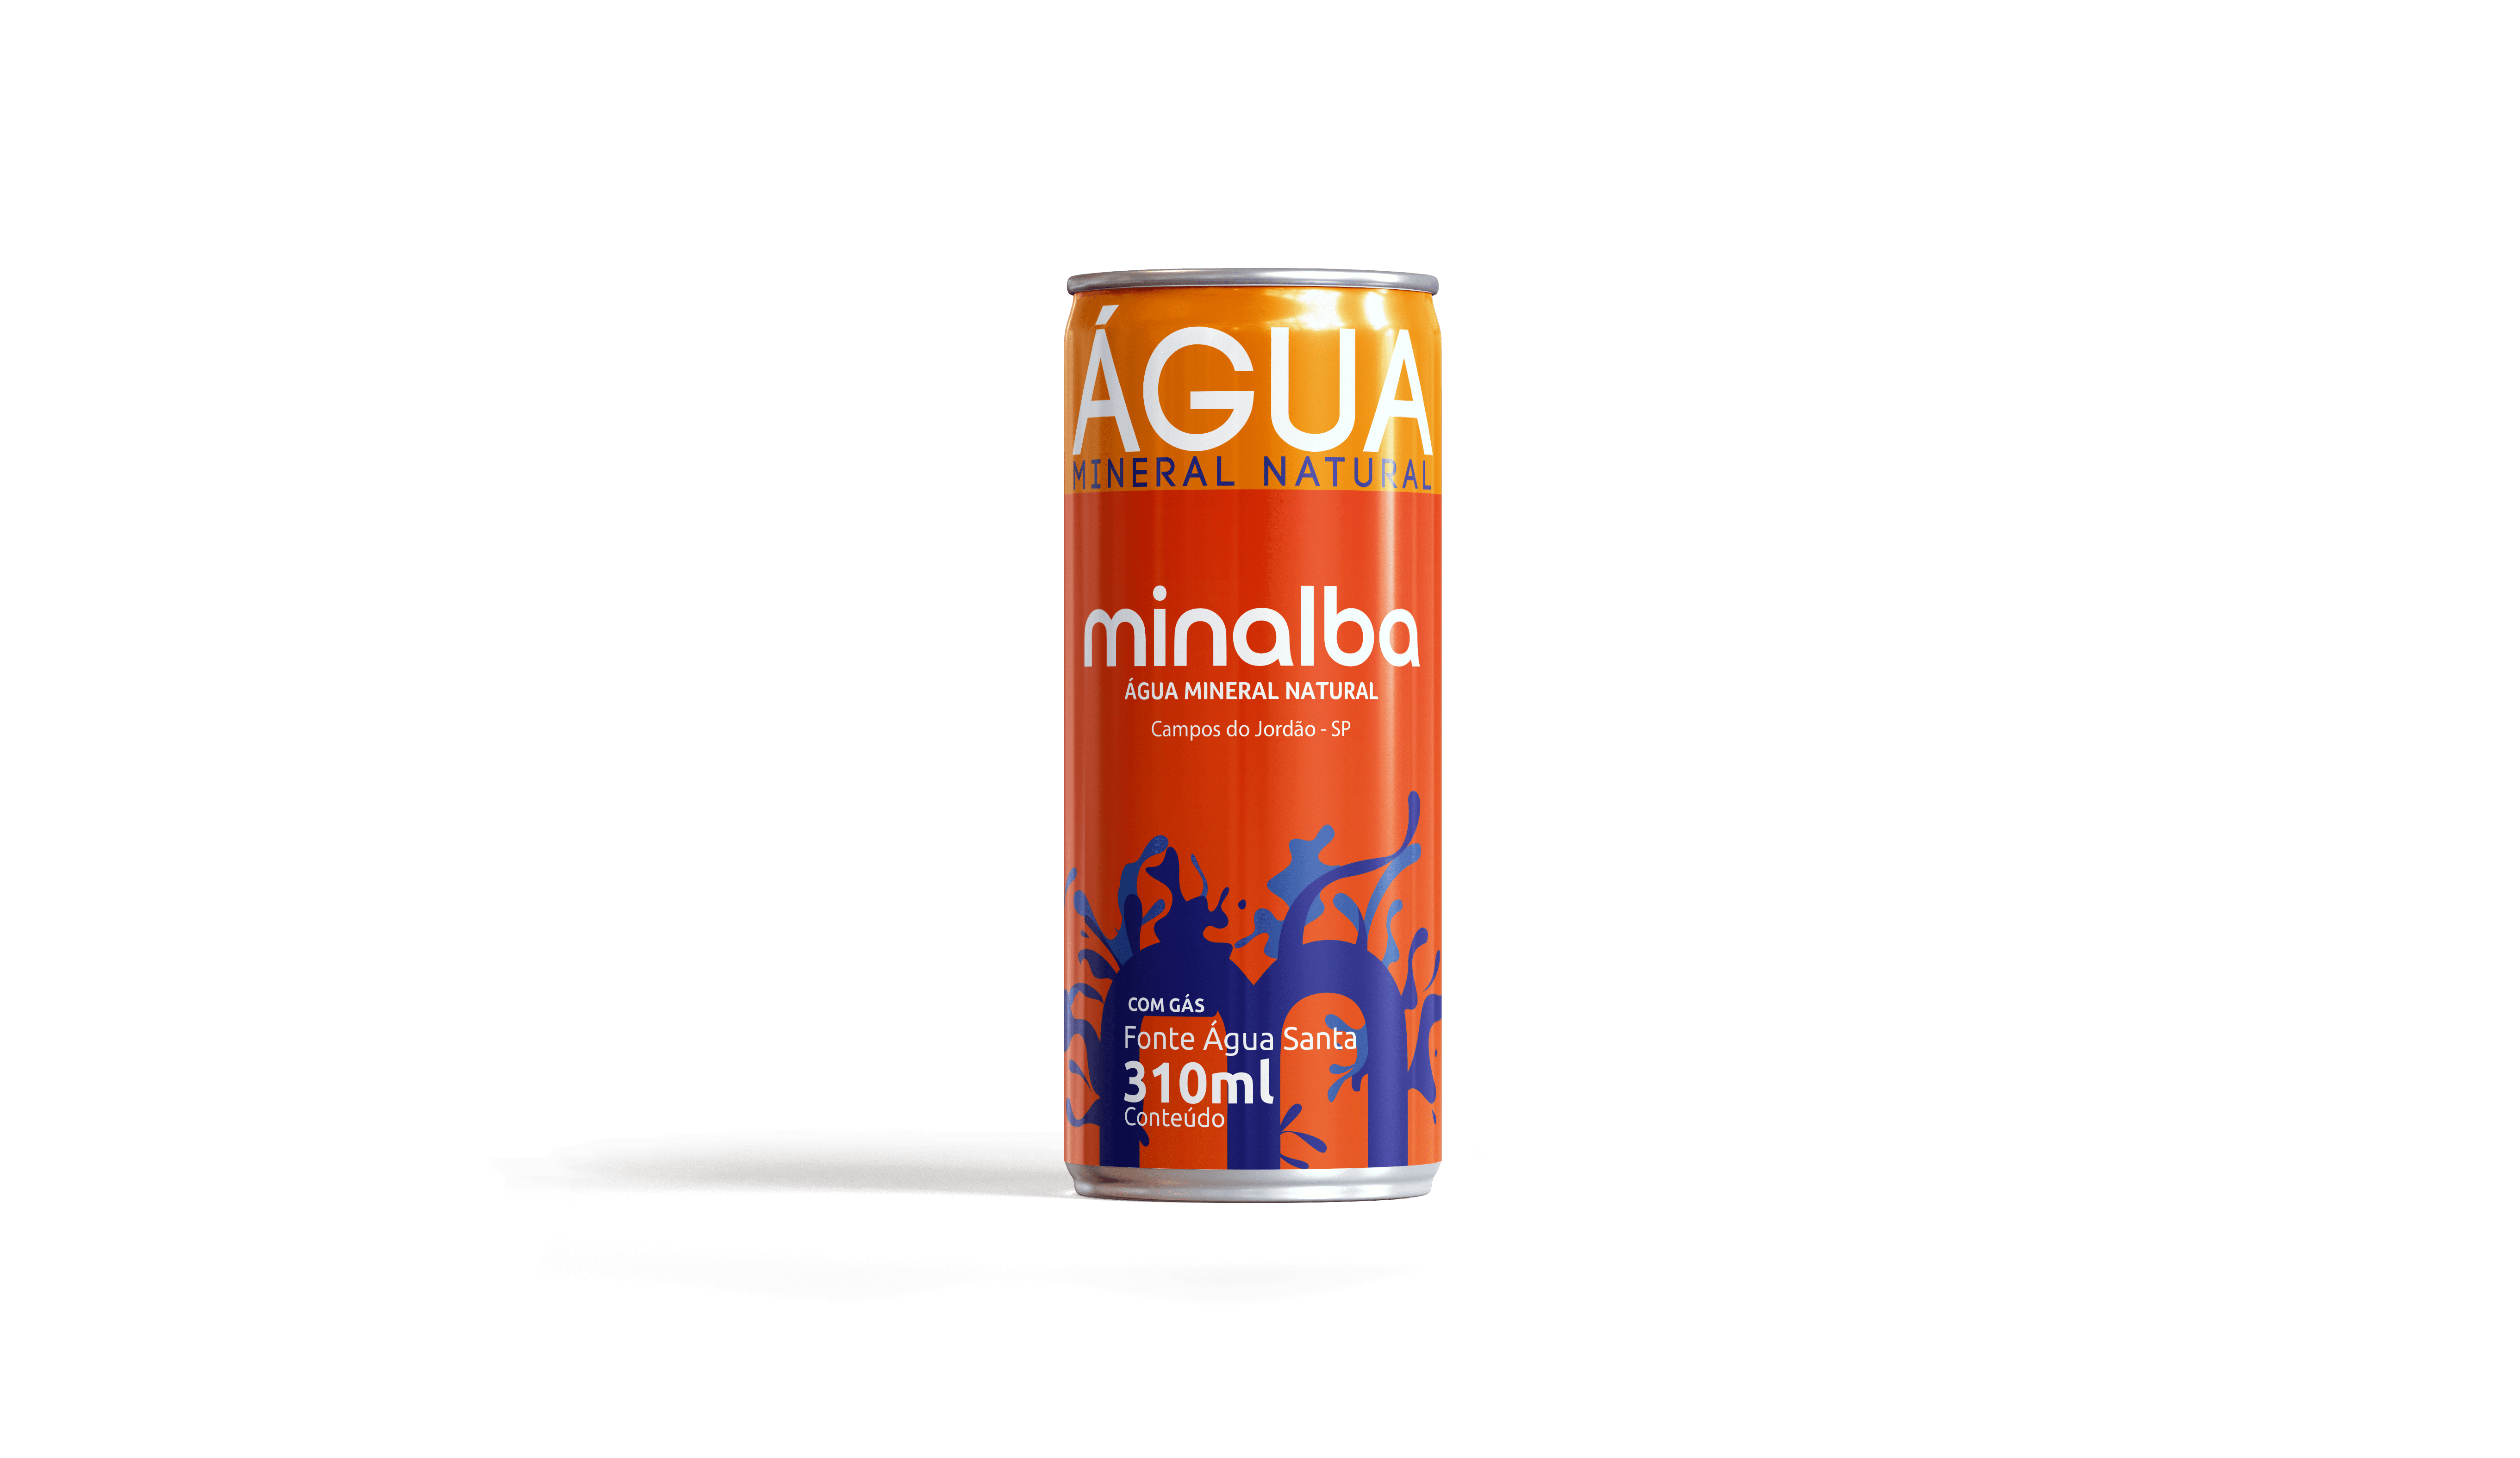 ÁGUA
MINERAL NATURAL
minalba
ÁGUA MINERAL NATURAL
Campos do Jordão - SP
COM GÁS
Fonte Água Santa
310ml
Conteúdo